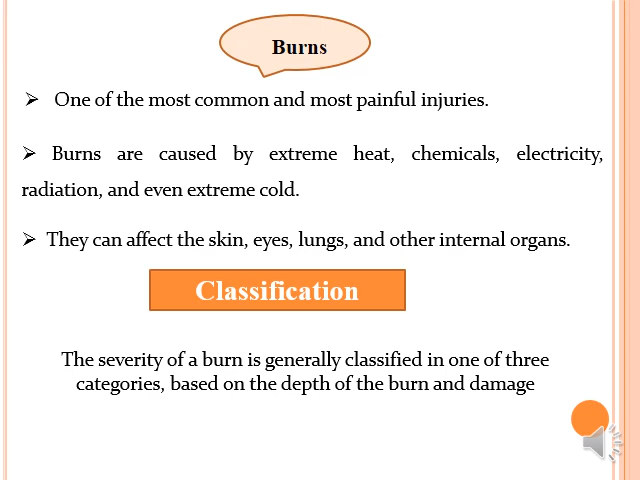 Burns
One of the most common and most painful injuries.
Burns are caused by extreme heat, chemicals, electricity,
radiation, and even extreme cold.
They can affect the skin, eyes, lungs, and other internal organs.
Classification
The severity of a burn is generally classified in one of three
categories, based on the depth of the burn and damage